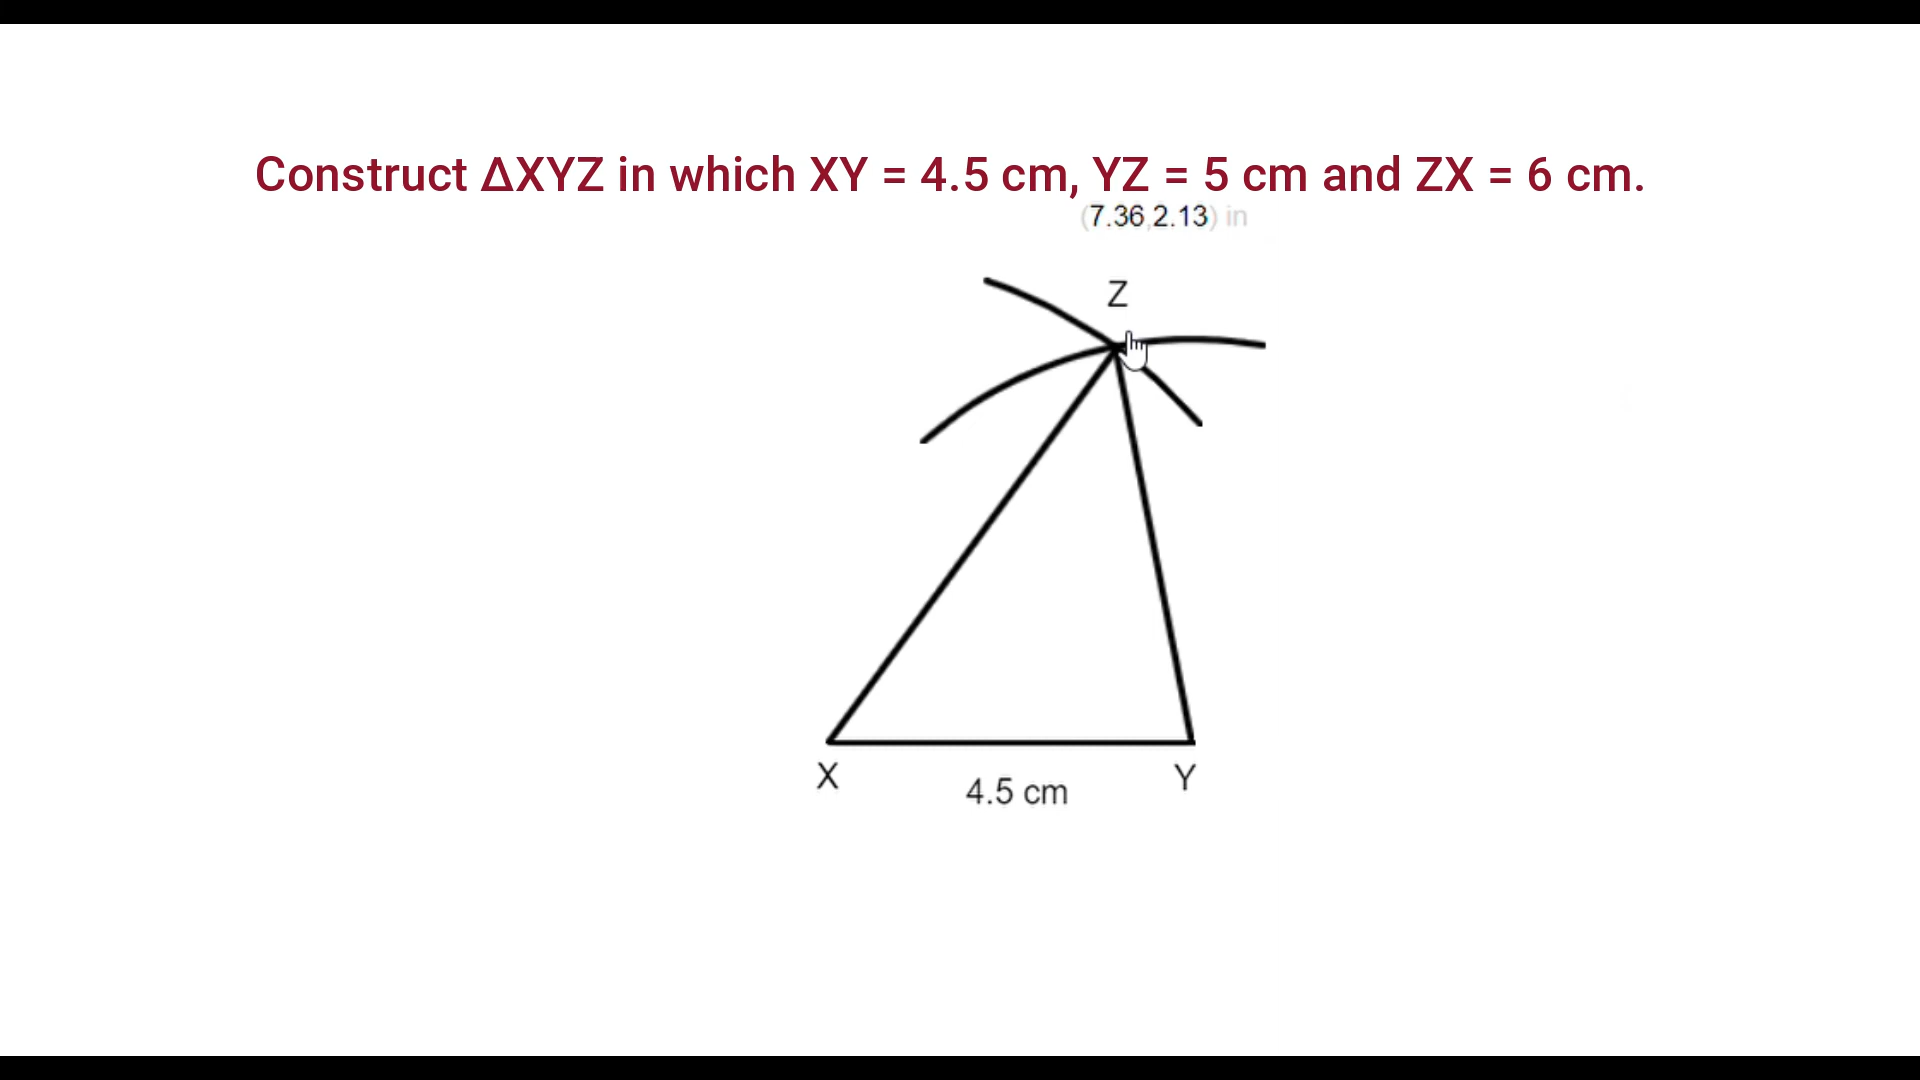 Construct ΔXYZ in which XY = 4.5 cm, YZ = 5 cm and ZX = 6 cm.
(7.36,2.13) in
Z
X
Y
4.5 cm